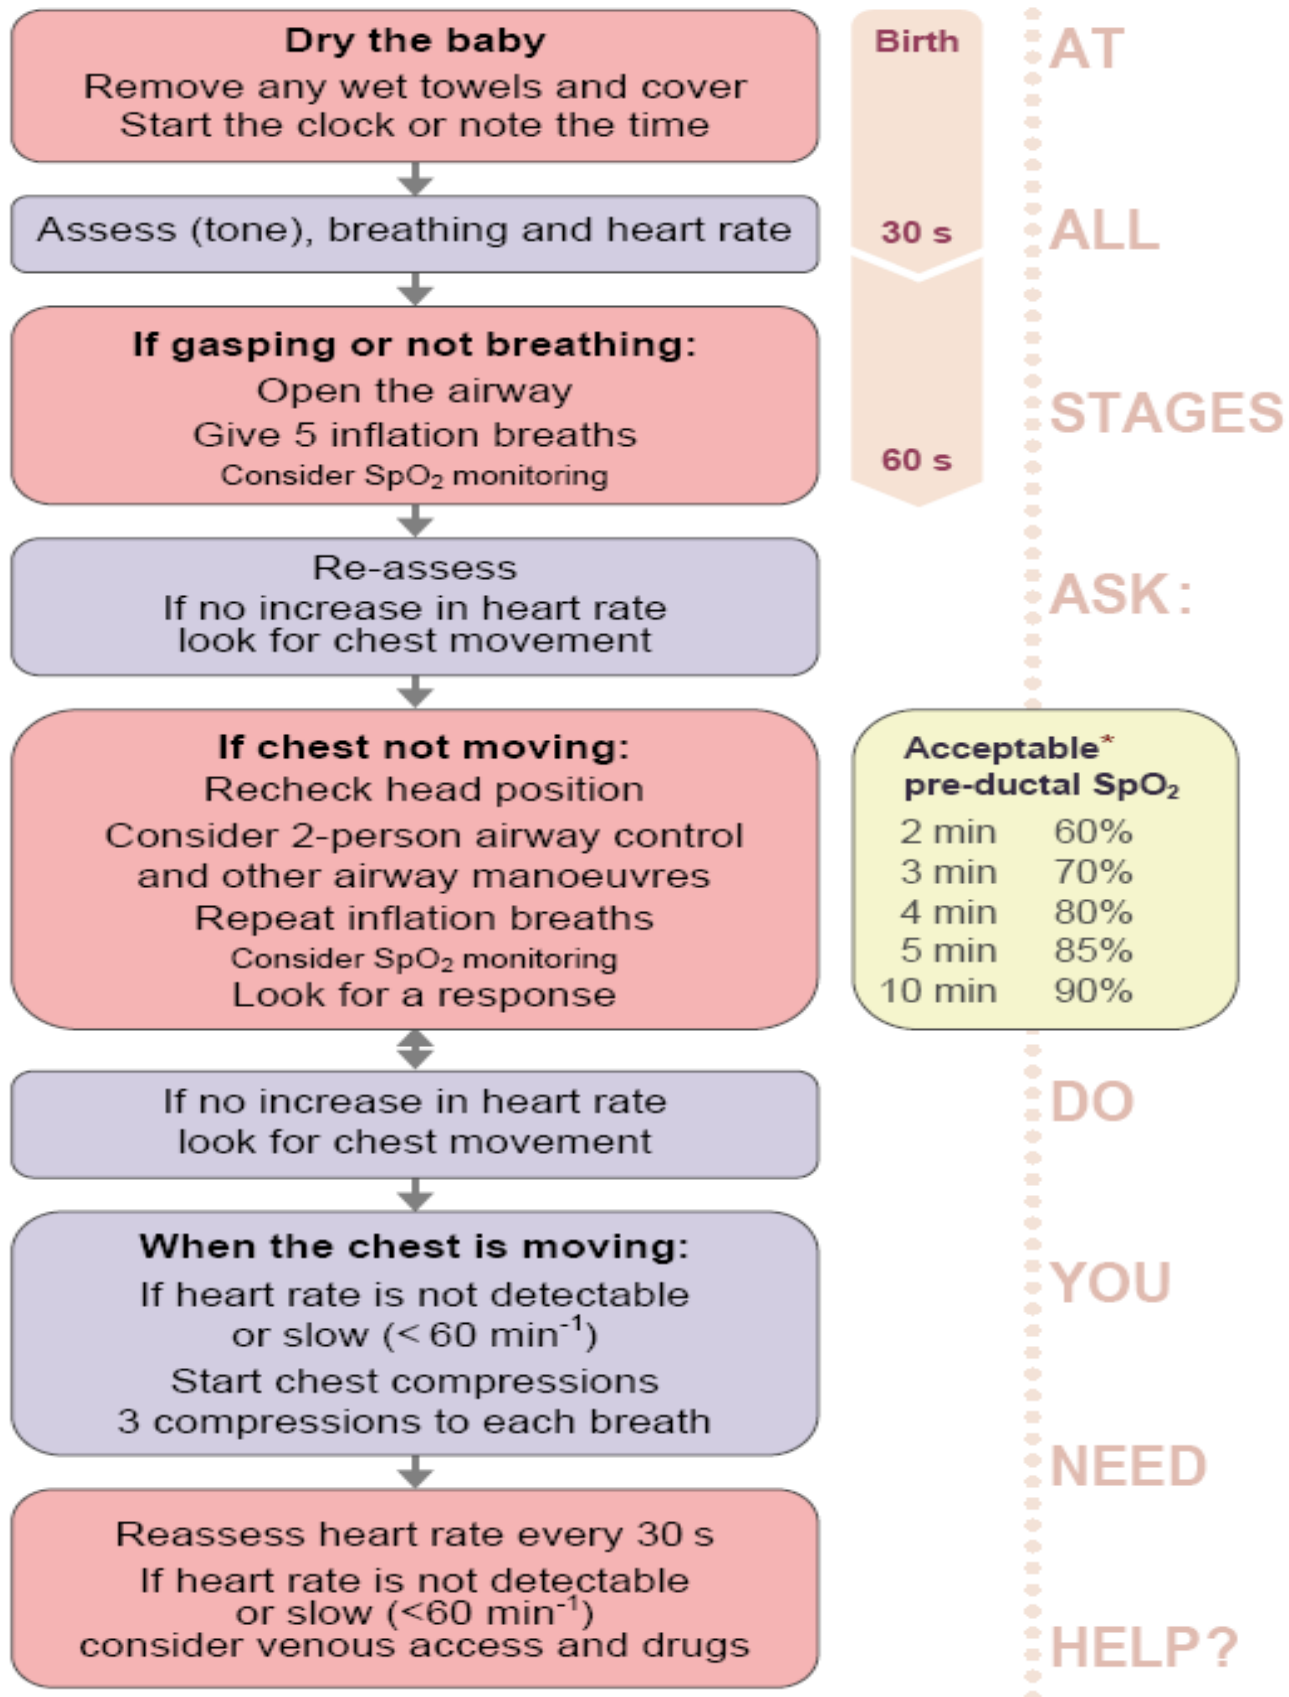 Dry the baby
Remove any wet towels and cover
Start the clock or note the time
Assess (tone), breathing and heart rate
If gasping or not breathing:
Open the airway
Give 5 inflation breaths
Consider SpO₂ monitoring
Re-assess
If no increase in heart rate
look for chest movement
If chest not moving:
Recheck head position
Consider 2-person airway control
and other airway manoeuvres
Repeat inflation breaths
Consider SpO₂ monitoring
Look for a response
If no increase in heart rate
look for chest movement
When the chest is moving:
If heart rate is not detectable
or slow (< 60 min⁻¹)
Start chest compressions
3 compressions to each breath
Reassess heart rate every 30 s
If heart rate is not detectable
or slow (<60 min⁻¹)
consider venous access and drugs
Birth
30 s
60 s
Acceptable*
pre-ductal SpO₂
2 min 60%
3 min 70%
4 min 80%
5 min 85%
10 min 90%
AT
ALL
STAGES
ASK:
DO
YOU
NEED
HELP?